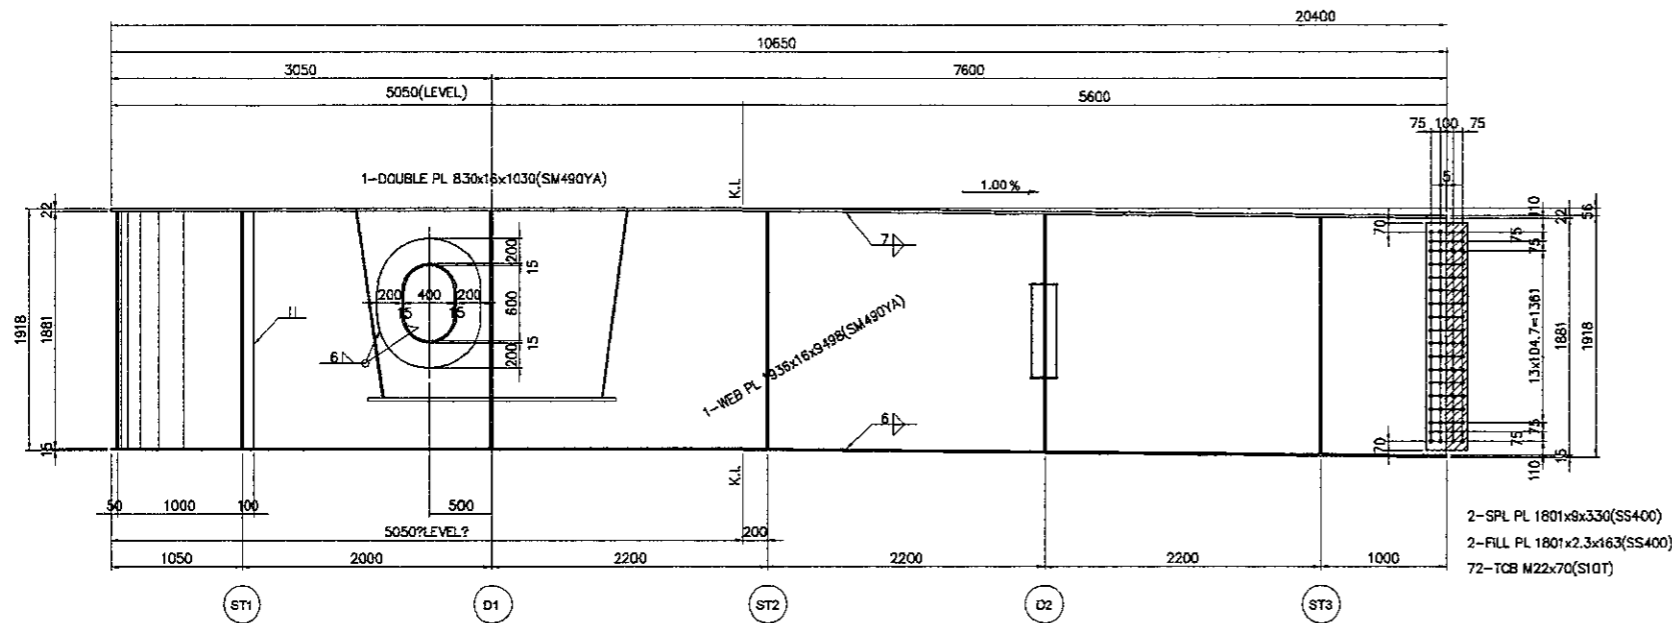 20400
10650
3050
7600
5050(LEVEL)
5600
75 100 75
1-DOUBLE PL 830x16x1030(SM490YA)
K.L
1.00%
5
22
110
22
56
7
70
75
75
200
15
200 400 200
15 15
600
11
1918
1881
6
15
200
1-WEB PL 1936x16x9498(SM490YA)
13x104.7=1361
1881
1918
6
75
75
70
15
110
15
K.L
50 1000 100
500
5050?LEVEL?
200
2-SPL PL 1801x9x330(SS400)
2-FILL PL 1801x2.3x163(SS400)
72-TCB M22x70(S10T)
1050 2000 2200 2200 2200 1000
ST1 D1 ST2 D2 ST3